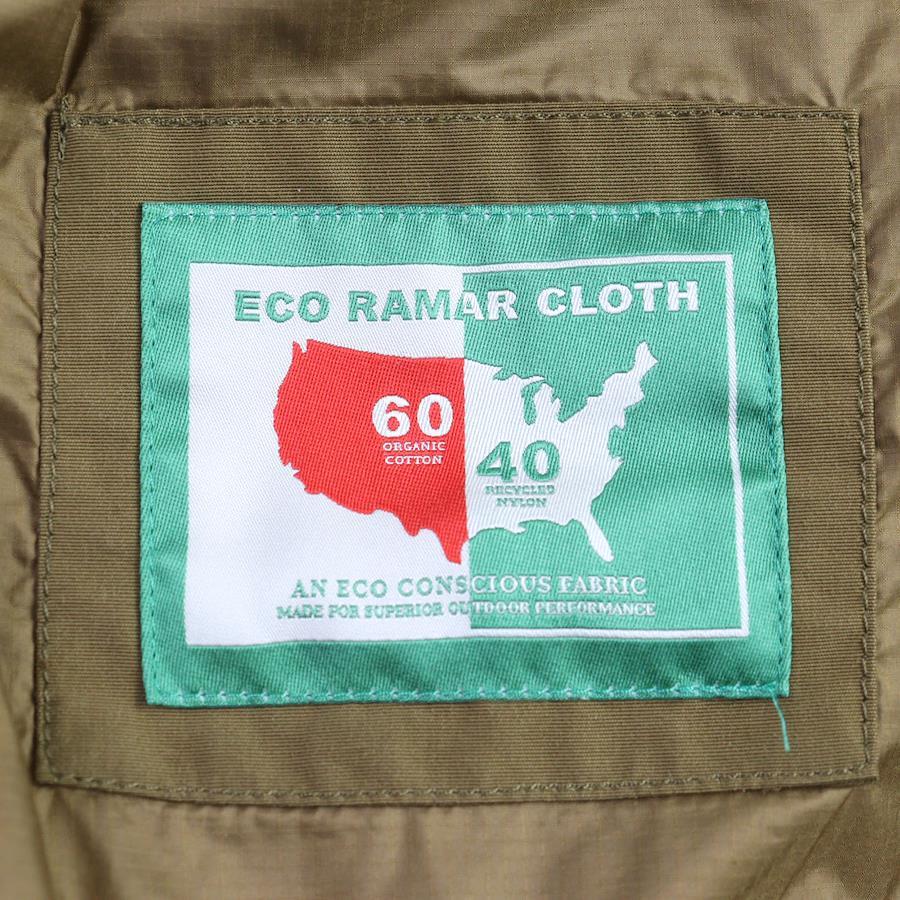 ECO RAMAR CLOTH
60
ORGANIC
COTTON
40
RECYCLED
NYLON
AN ECO CONSCIOUS FABRIC
MADE FOR SUPERIOR OUTDOOR PERFORMANCE